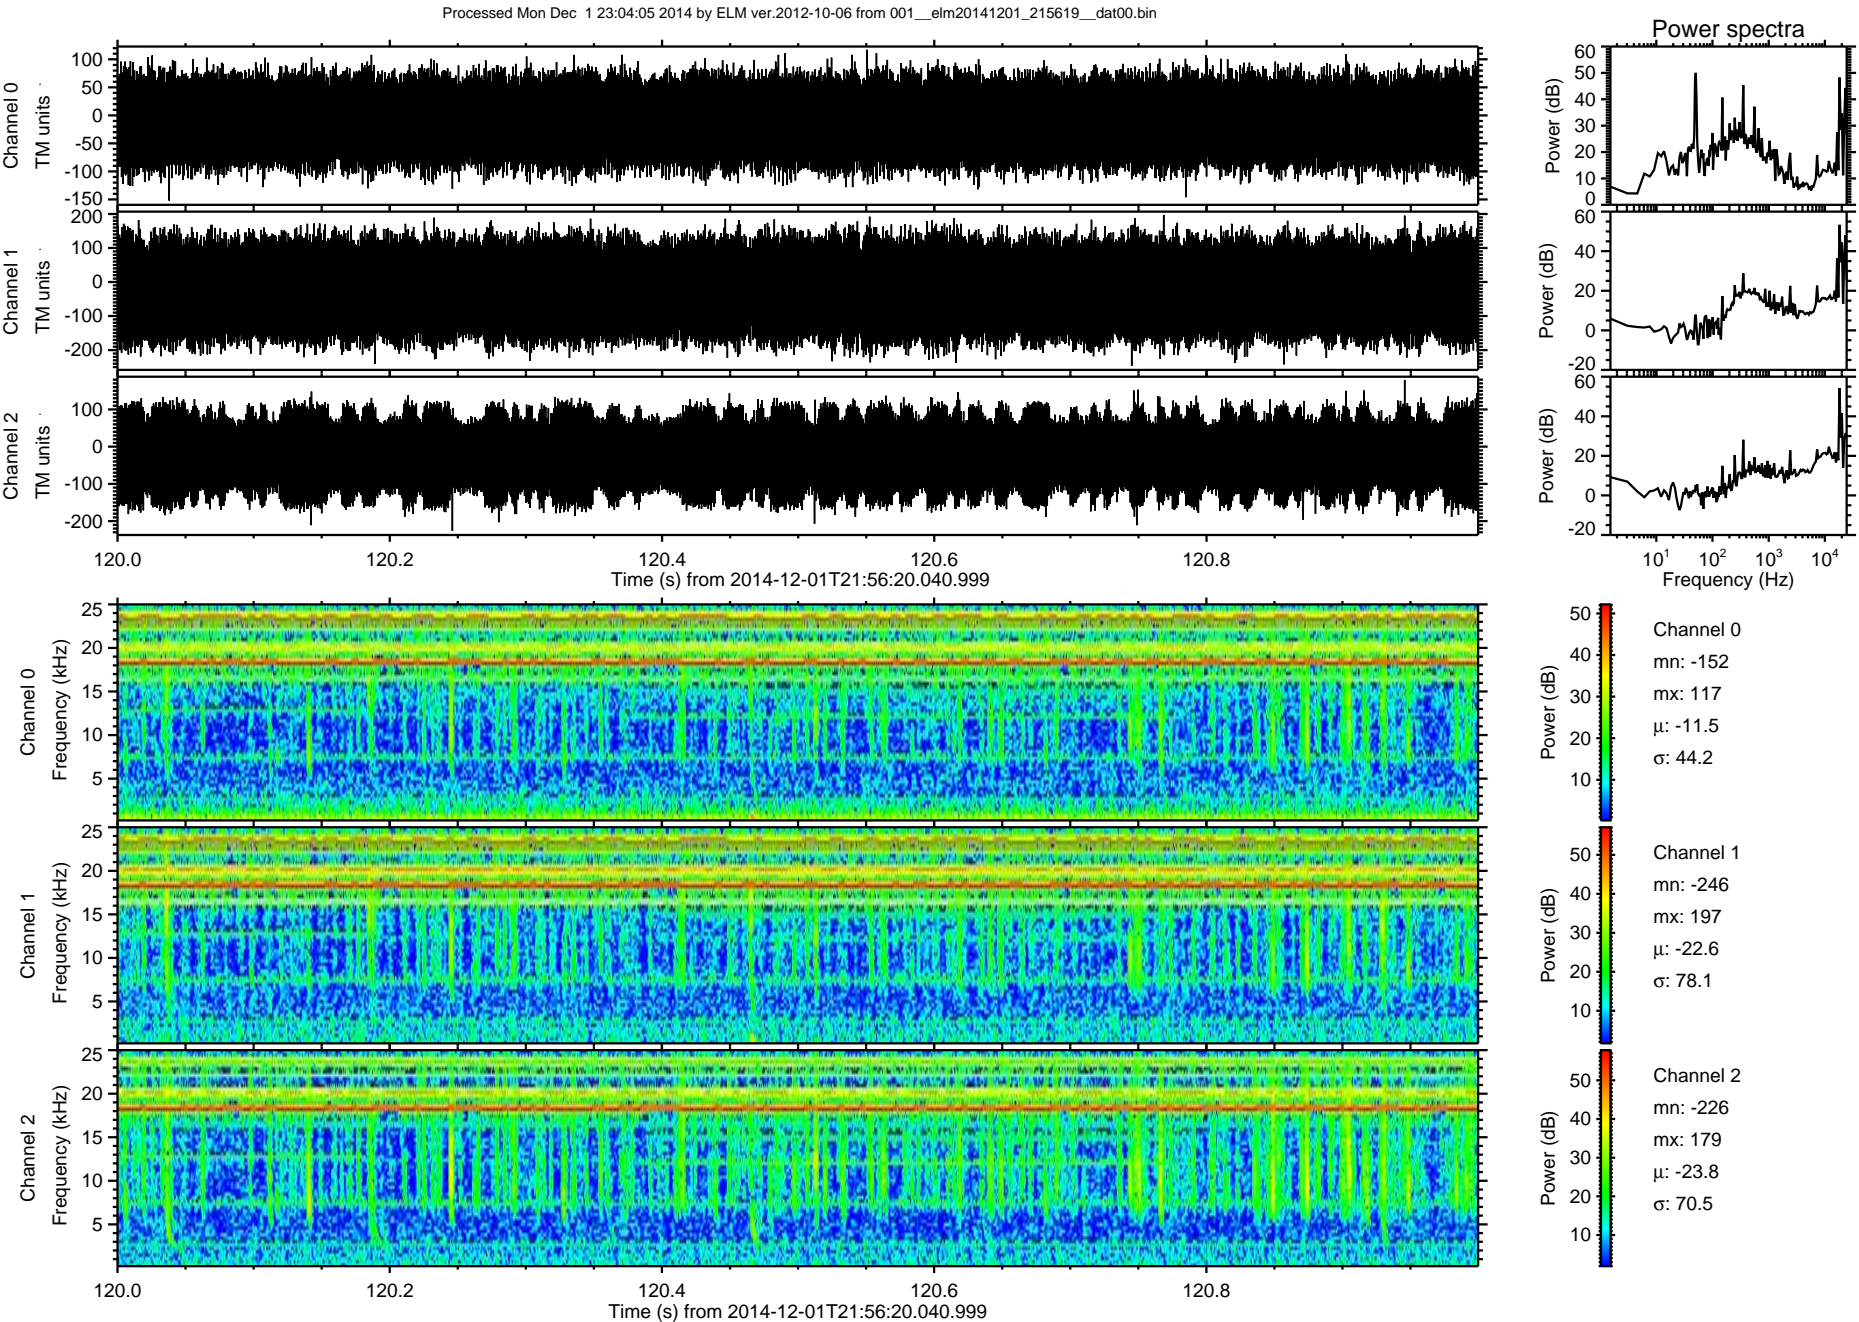 Processed Mon Dec  1 23:04:05 2014 by ELM ver.2012-10-06 from 001__elm20141201_215619__dat00.bin
Power spectra
Channel 0
TM units
100
50
0
-50
-100
-150
Power (dB)
60
50
40
30
20
10
0
Channel 1
TM units
200
100
0
-100
-200
Power (dB)
60
40
20
0
-20
Channel 2
TM units
100
0
-100
-200
Power (dB)
60
40
20
0
-20
120.0 120.2 120.4 120.6 120.8
Time (s) from 2014-12-01T21:56:20.040.999
10^1 10^2 10^3 10^4
Frequency (Hz)
Channel 0
Frequency (kHz)
25
20
15
10
5
Power (dB)
50
40
30
20
10
Channel 0
mn: -152
mx: 117
μ: -11.5
σ: 44.2
Channel 1
Frequency (kHz)
25
20
15
10
5
Power (dB)
50
40
30
20
10
Channel 1
mn: -246
mx: 197
μ: -22.6
σ: 78.1
Channel 2
Frequency (kHz)
25
20
15
10
5
Power (dB)
50
40
30
20
10
Channel 2
mn: -226
mx: 179
μ: -23.8
σ: 70.5
120.0 120.2 120.4 120.6 120.8
Time (s) from 2014-12-01T21:56:20.040.999